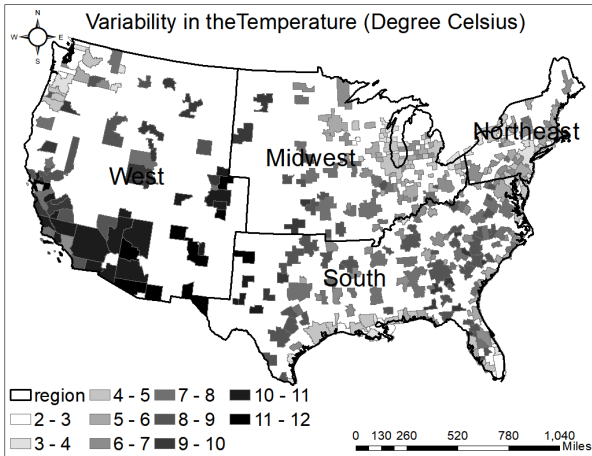 Variability in theTemperature (Degree Celsius)
N
W E
S
Northeast
Midwest
West
South
region 4 - 5 7 - 8 10 - 11
2 - 3 5 - 6 8 - 9 11 - 12
3 - 4 6 - 7 9 - 10
0 130 260 520 780 1,040
Miles